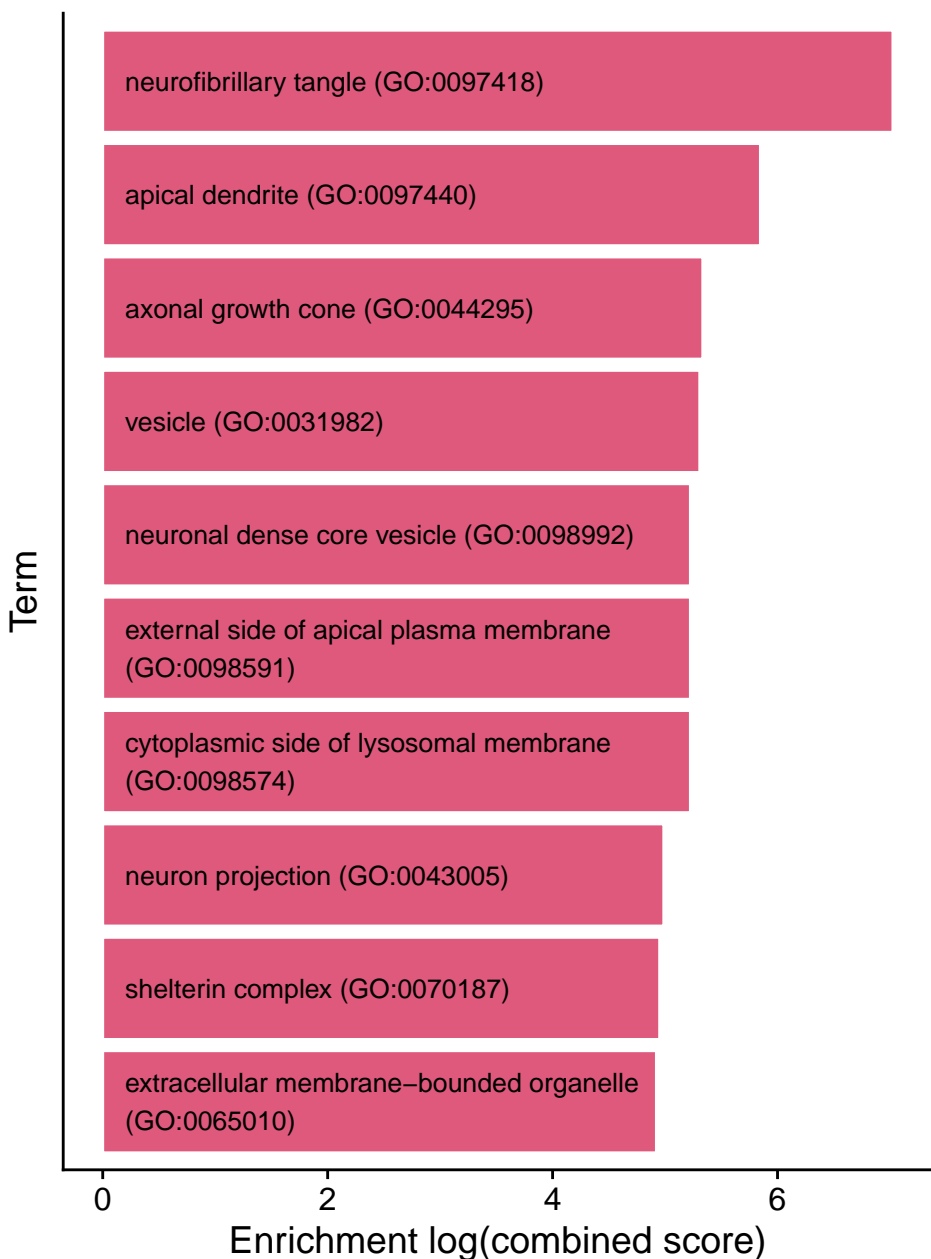 neurofibrillary tangle (GO:0097418)
apical dendrite (GO:0097440)
axonal growth cone (GO:0044295)
vesicle (GO:0031982)
neuronal dense core vesicle (GO:0098992)
external side of apical plasma membrane
(GO:0098591)
cytoplasmic side of lysosomal membrane
(GO:0098574)
neuron projection (GO:0043005)
shelterin complex (GO:0070187)
extracellular membrane−bounded organelle
(GO:0065010)
Term
0 2 4 6
Enrichment log(combined score)